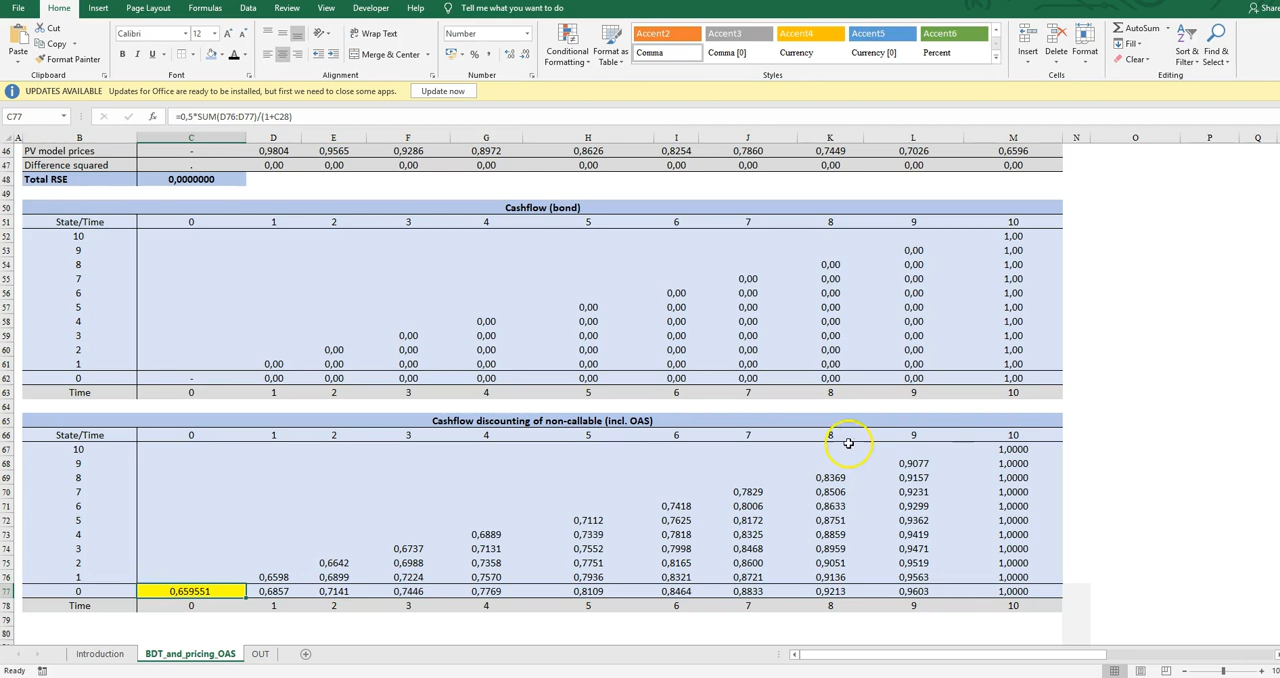 File Home Insert Page Layout Formulas Data Review View Developer Help Tell me what you want to do Share
Paste Cut Copy Format Painter Clipboard
Calibri 12 B I U Font
Wrap Text Merge & Center Alignment
Number % Number
Conditional Formatting Format as Table
Accent2 Accent3 Accent4 Accent5 Accent6
Comma Comma [0] Currency Currency [0] Percent
Styles
Insert Delete Format Cells
AutoSum Fill Clear Sort & Filter Find & Select Editing
UPDATES AVAILABLE Updates for Office are ready to be installed, but first we need to close some apps. Update now
C77 fx =0,5*SUM(D76:D77)/(1+C28)
A B C D E F G H I J K L M N O P Q
46 PV model prices - 0,9804 0,9565 0,9286 0,8972 0,8626 0,8254 0,7860 0,7449 0,7026 0,6596
47 Difference squared - 0,00 0,00 0,00 0,00 0,00 0,00 0,00 0,00 0,00 0,00
48 Total RSE 0,0000000
49
50 Cashflow (bond)
51 State/Time 0 1 2 3 4 5 6 7 8 9 10
52 10 1,00
53 9 0,00 1,00
54 8 0,00 0,00 1,00
55 7 0,00 0,00 0,00 1,00
56 6 0,00 0,00 0,00 0,00 1,00
57 5 0,00 0,00 0,00 0,00 0,00 1,00
58 4 0,00 0,00 0,00 0,00 0,00 0,00 1,00
59 3 0,00 0,00 0,00 0,00 0,00 0,00 0,00 1,00
60 2 0,00 0,00 0,00 0,00 0,00 0,00 0,00 0,00 1,00
61 1 0,00 0,00 0,00 0,00 0,00 0,00 0,00 0,00 0,00 1,00
62 0 - 0,00 0,00 0,00 0,00 0,00 0,00 0,00 0,00 0,00 1,00
63 Time 0 1 2 3 4 5 6 7 8 9 10
64
65 Cashflow discounting of non-callable (incl. OAS)
66 State/Time 0 1 2 3 4 5 6 7 8 9 10
67 10 1,0000
68 9 0,9077 1,0000
69 8 0,8369 0,9157 1,0000
70 7 0,7829 0,8506 0,9231 1,0000
71 6 0,7418 0,8006 0,8633 0,9299 1,0000
72 5 0,7112 0,7625 0,8172 0,8751 0,9362 1,0000
73 4 0,6889 0,7339 0,7818 0,8325 0,8859 0,9419 1,0000
74 3 0,6737 0,7131 0,7552 0,7998 0,8468 0,8959 0,9471 1,0000
75 2 0,6642 0,6988 0,7358 0,7751 0,8165 0,8600 0,9051 0,9519 1,0000
76 1 0,6598 0,6899 0,7224 0,7570 0,7936 0,8321 0,8721 0,9136 0,9563 1,0000
77 0 0,659551 0,6857 0,7141 0,7446 0,7769 0,8109 0,8464 0,8833 0,9213 0,9603 1,0000
78 Time 0 1 2 3 4 5 6 7 8 9 10
79
80
Introduction BDT_and_pricing_OAS OUT
Ready 10